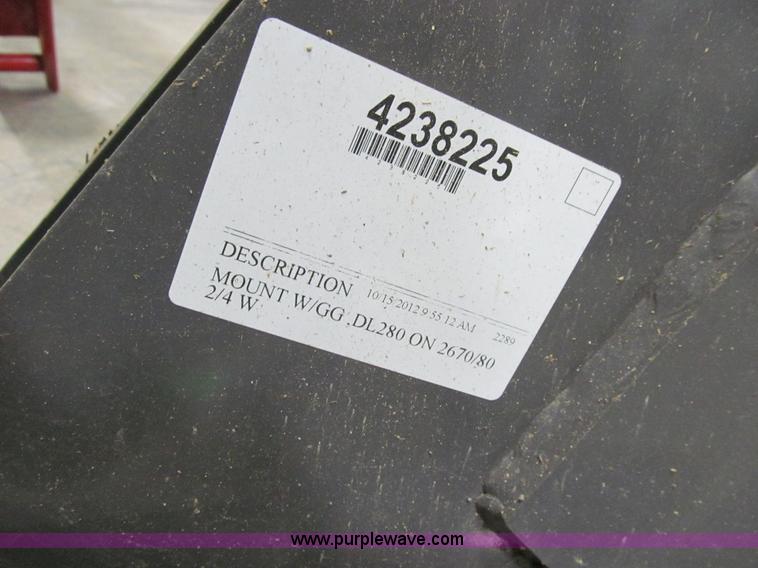 4238225
DESCRIPTION 10/15/2012 9:55:12 AM 2289
MOUNT W/GG ,DL280 ON 2670/80
2/4 W
www.purplewave.com